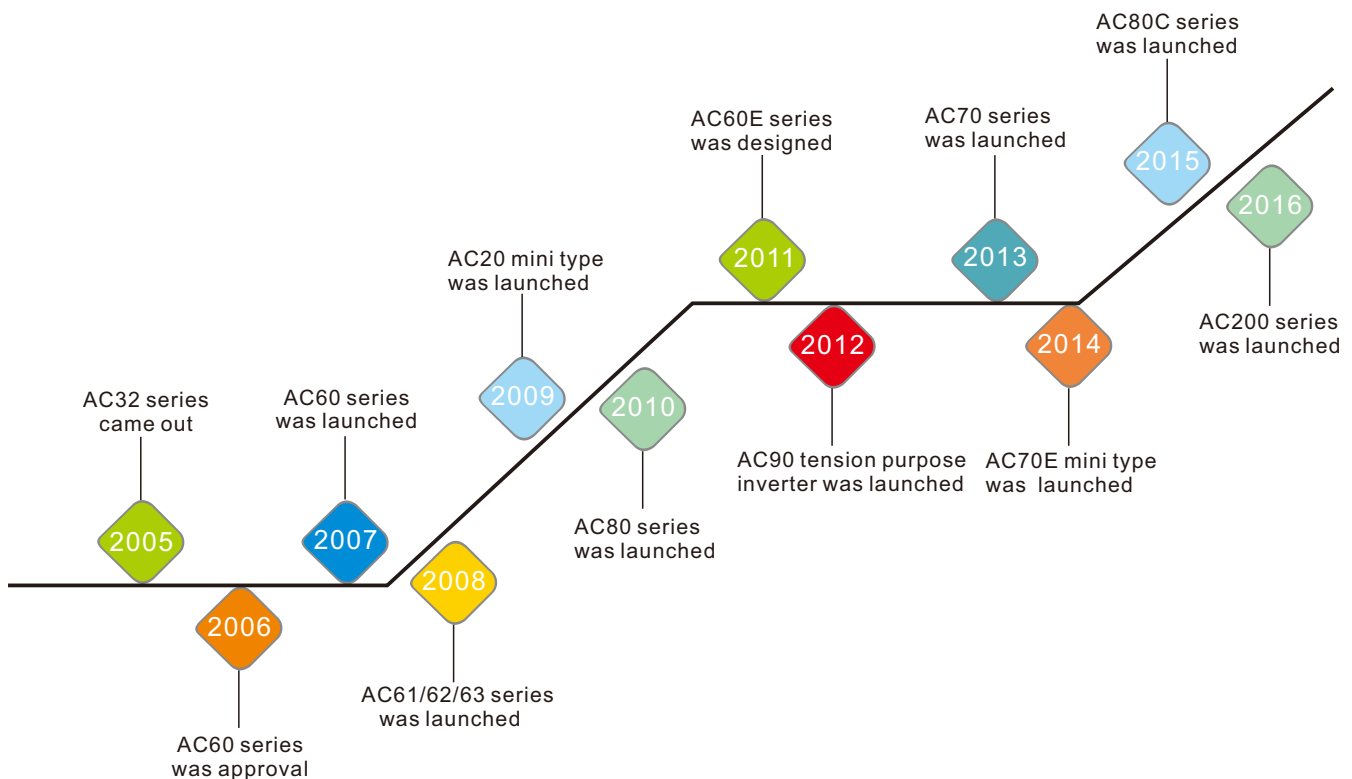 AC32 series
came out
2005
2006
AC60 series
was approval
AC60 series
was launched
2007
2008
AC61/62/63 series
was launched
AC20 mini type
was launched
2009
2010
AC80 series
was launched
AC60E series
was designed
2011
2012
AC90 tension purpose
inverter was launched
AC70 series
was launched
2013
2014
AC70E mini type
was launched
AC80C series
was launched
2015
2016
AC200 series
was launched